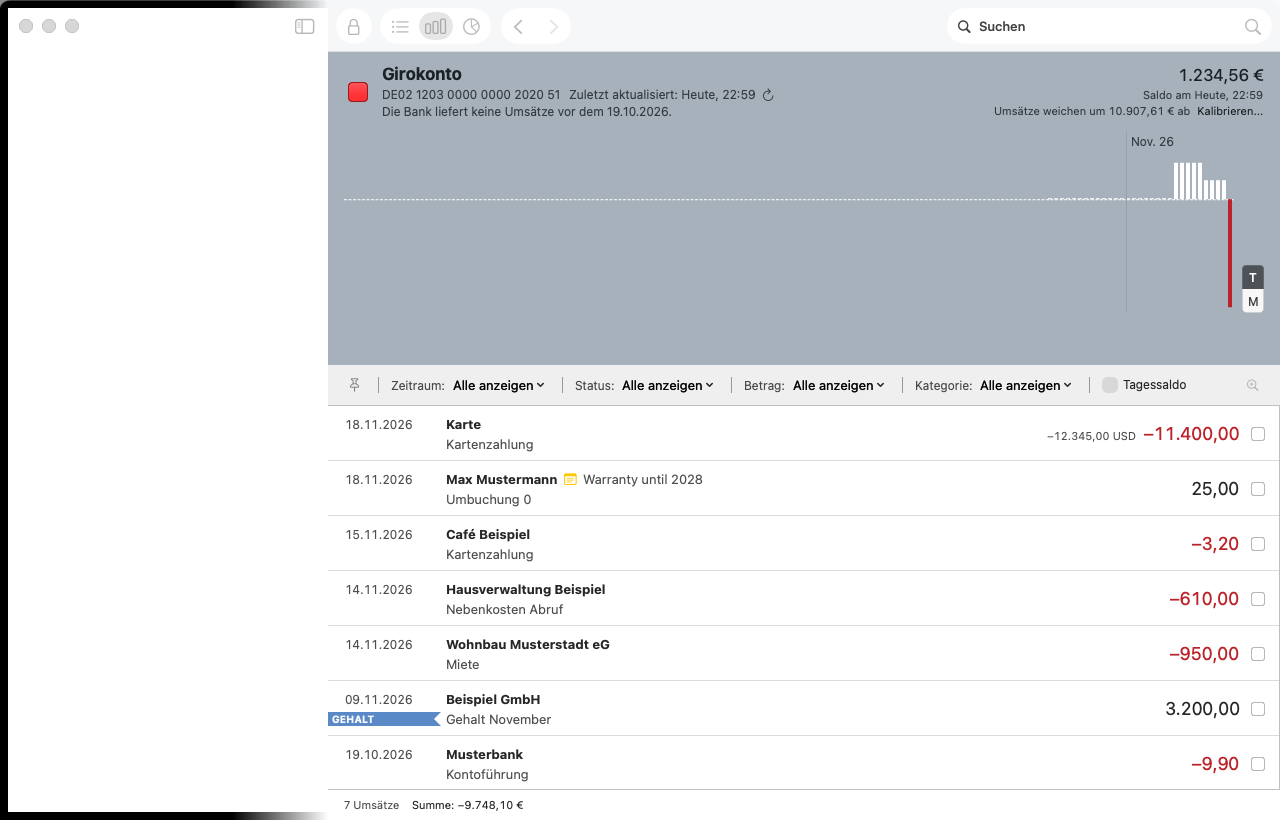 Suchen
Girokonto
1.234,56 €
DE02 1203 0000 0000 2020 51 Zuletzt aktualisiert: Heute, 22:59
Saldo am Heute, 22:59
Die Bank liefert keine Umsätze vor dem 19.10.2026.
Umsätze weichen um 10.907,61 € ab Kalibrieren...
Nov. 26
T
M
Zeitraum: Alle anzeigen Status: Alle anzeigen Betrag: Alle anzeigen Kategorie: Alle anzeigen Tagessaldo
18.11.2026 Karte
Kartenzahlung
−12.345,00 USD −11.400,00
18.11.2026 Max Mustermann Warranty until 2028
Umbuchung 0
25,00
15.11.2026 Café Beispiel
Kartenzahlung
−3,20
14.11.2026 Hausverwaltung Beispiel
Nebenkosten Abruf
−610,00
14.11.2026 Wohnbau Musterstadt eG
Miete
−950,00
09.11.2026 Beispiel GmbH
GEHALT Gehalt November
3.200,00
19.10.2026 Musterbank
Kontoführung
−9,90
7 Umsätze Summe: −9.748,10 €